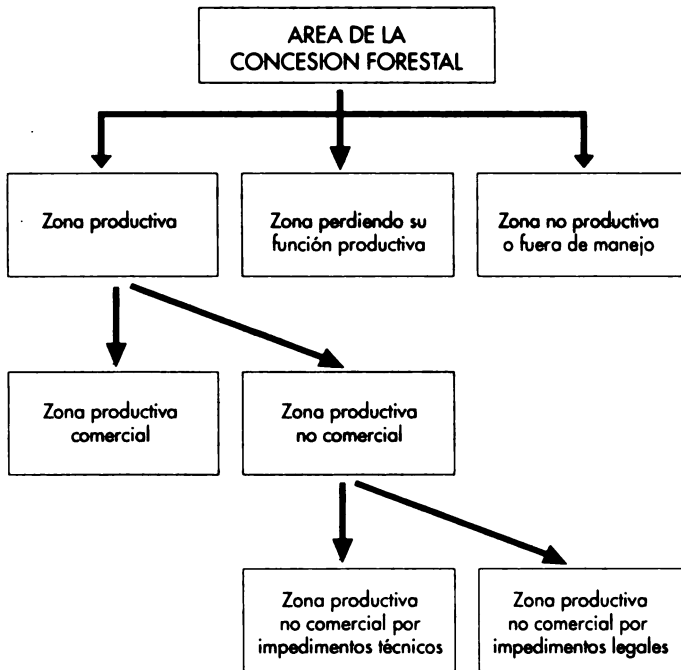 AREA DE LA
CONCESION FORESTAL
Zona productiva
Zona perdiendo su
función productiva
Zona no productiva
o fuera de manejo
Zona productiva
comercial
Zona productiva
no comercial
Zona productiva
no comercial por
impedimentos técnicos
Zona productiva
no comercial por
impedimentos legales